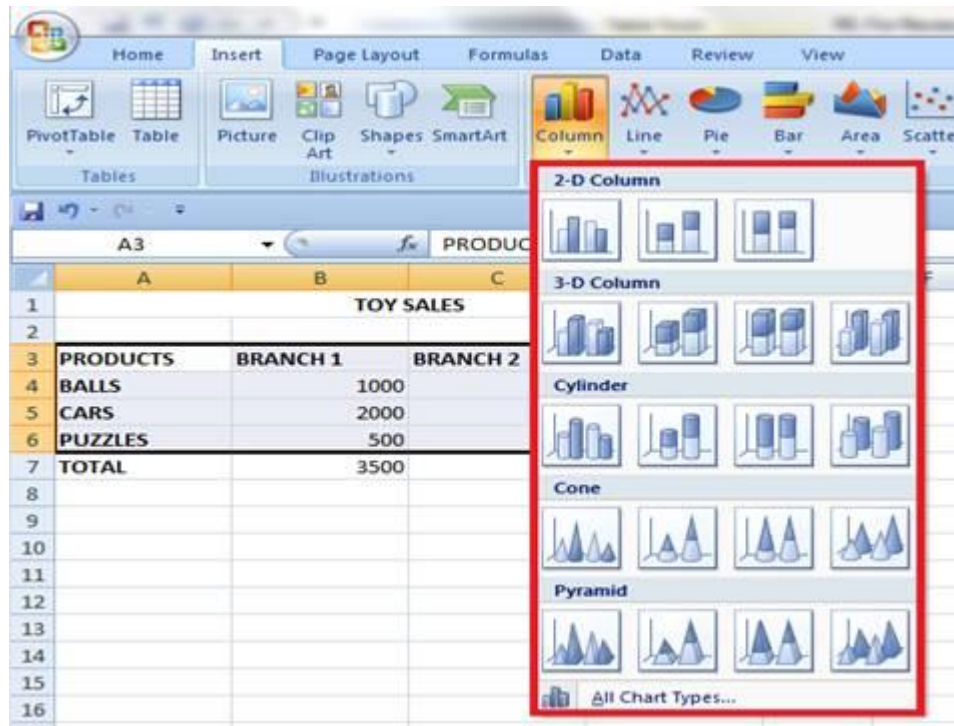 Home Insert Page Layout Formulas Data Review View
PivotTable Table Picture Clip Art Shapes SmartArt Column Line Pie Bar Area Scatte
Tables Illustrations
2-D Column
A3 fx PRODUC
3-D Column
A B C F
1 TOY SALES
2
3 PRODUCTS BRANCH 1 BRANCH 2
4 BALLS 1000
Cylinder
5 CARS 2000
6 PUZZLES 500
7 TOTAL 3500
8
Cone
9
10
11
12
Pyramid
13
14
15
16
All Chart Types...